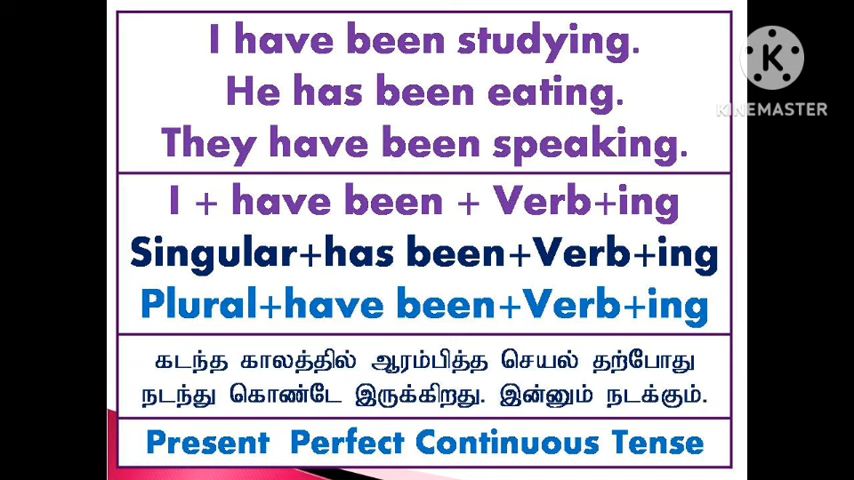 I have been studying.
He has been eating.
They have been speaking.
KINEMASTER
I + have been + Verb+ing
Singular+has been+Verb+ing
Plural+have been+Verb+ing
கடந்த காலத்தில் ஆரம்பித்த செயல் தற்போது
நடந்து கொண்டே இருக்கிறது. இன்னும் நடக்கும்.
Present Perfect Continuous Tense